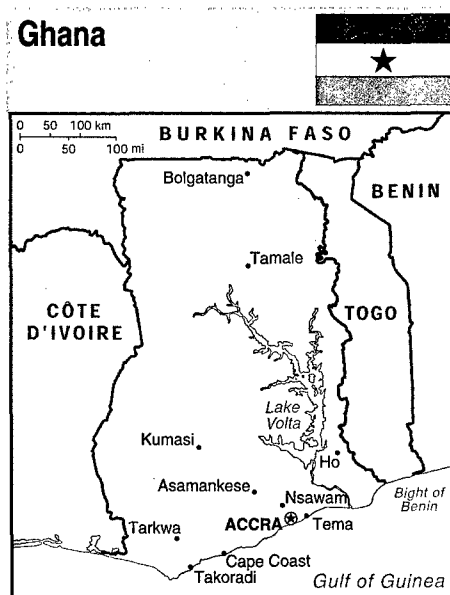 Ghana
0 50 100 km
0 50 100 mi
BURKINA FASO
Bolgatanga
BENIN
Tamale
CÔTE
D'IVOIRE
TOGO
Lake
Volta
Kumasi
Ho
Asamankese
Nsawam
Bight of
Benin
ACCRA
Tema
Tarkwa
Cape Coast
Takoradi
Gulf of Guinea